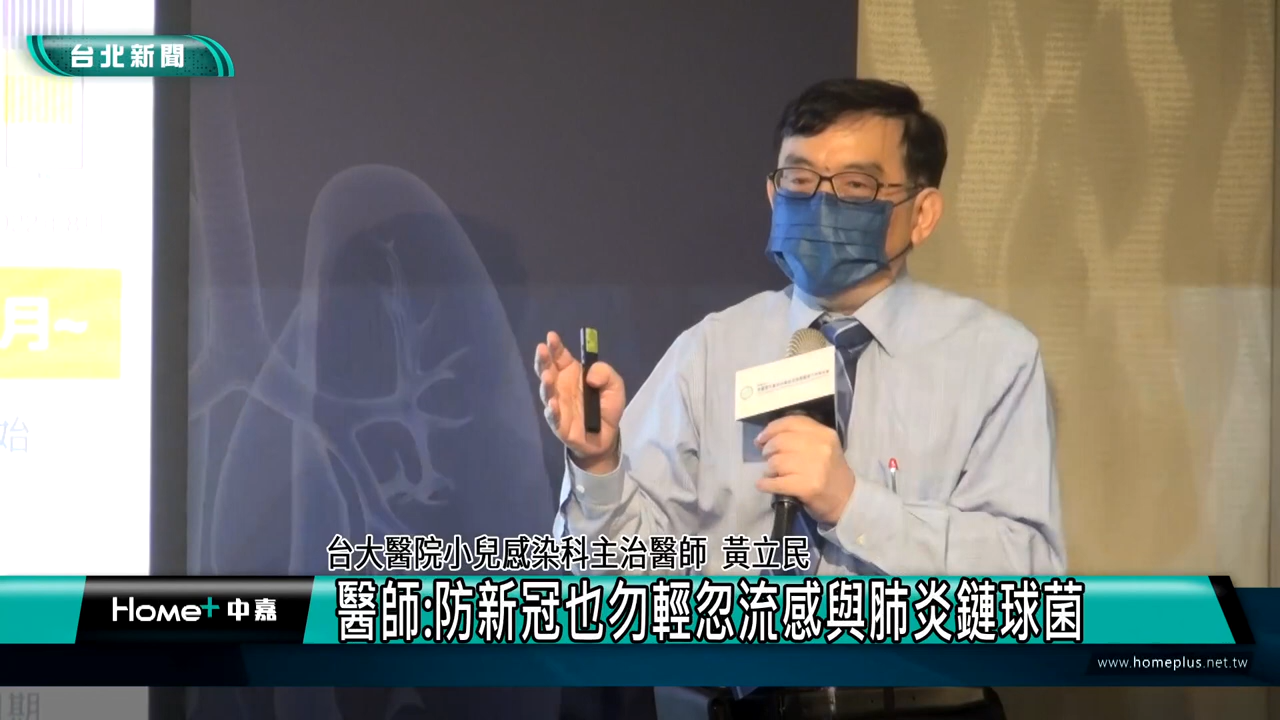 台北新聞
月~
始
台大醫院小兒感染科主治醫師 黃立民
Home+中嘉
醫師:防新冠也勿輕忽流感與肺炎鏈球菌
www.homeplus.net.tw
期